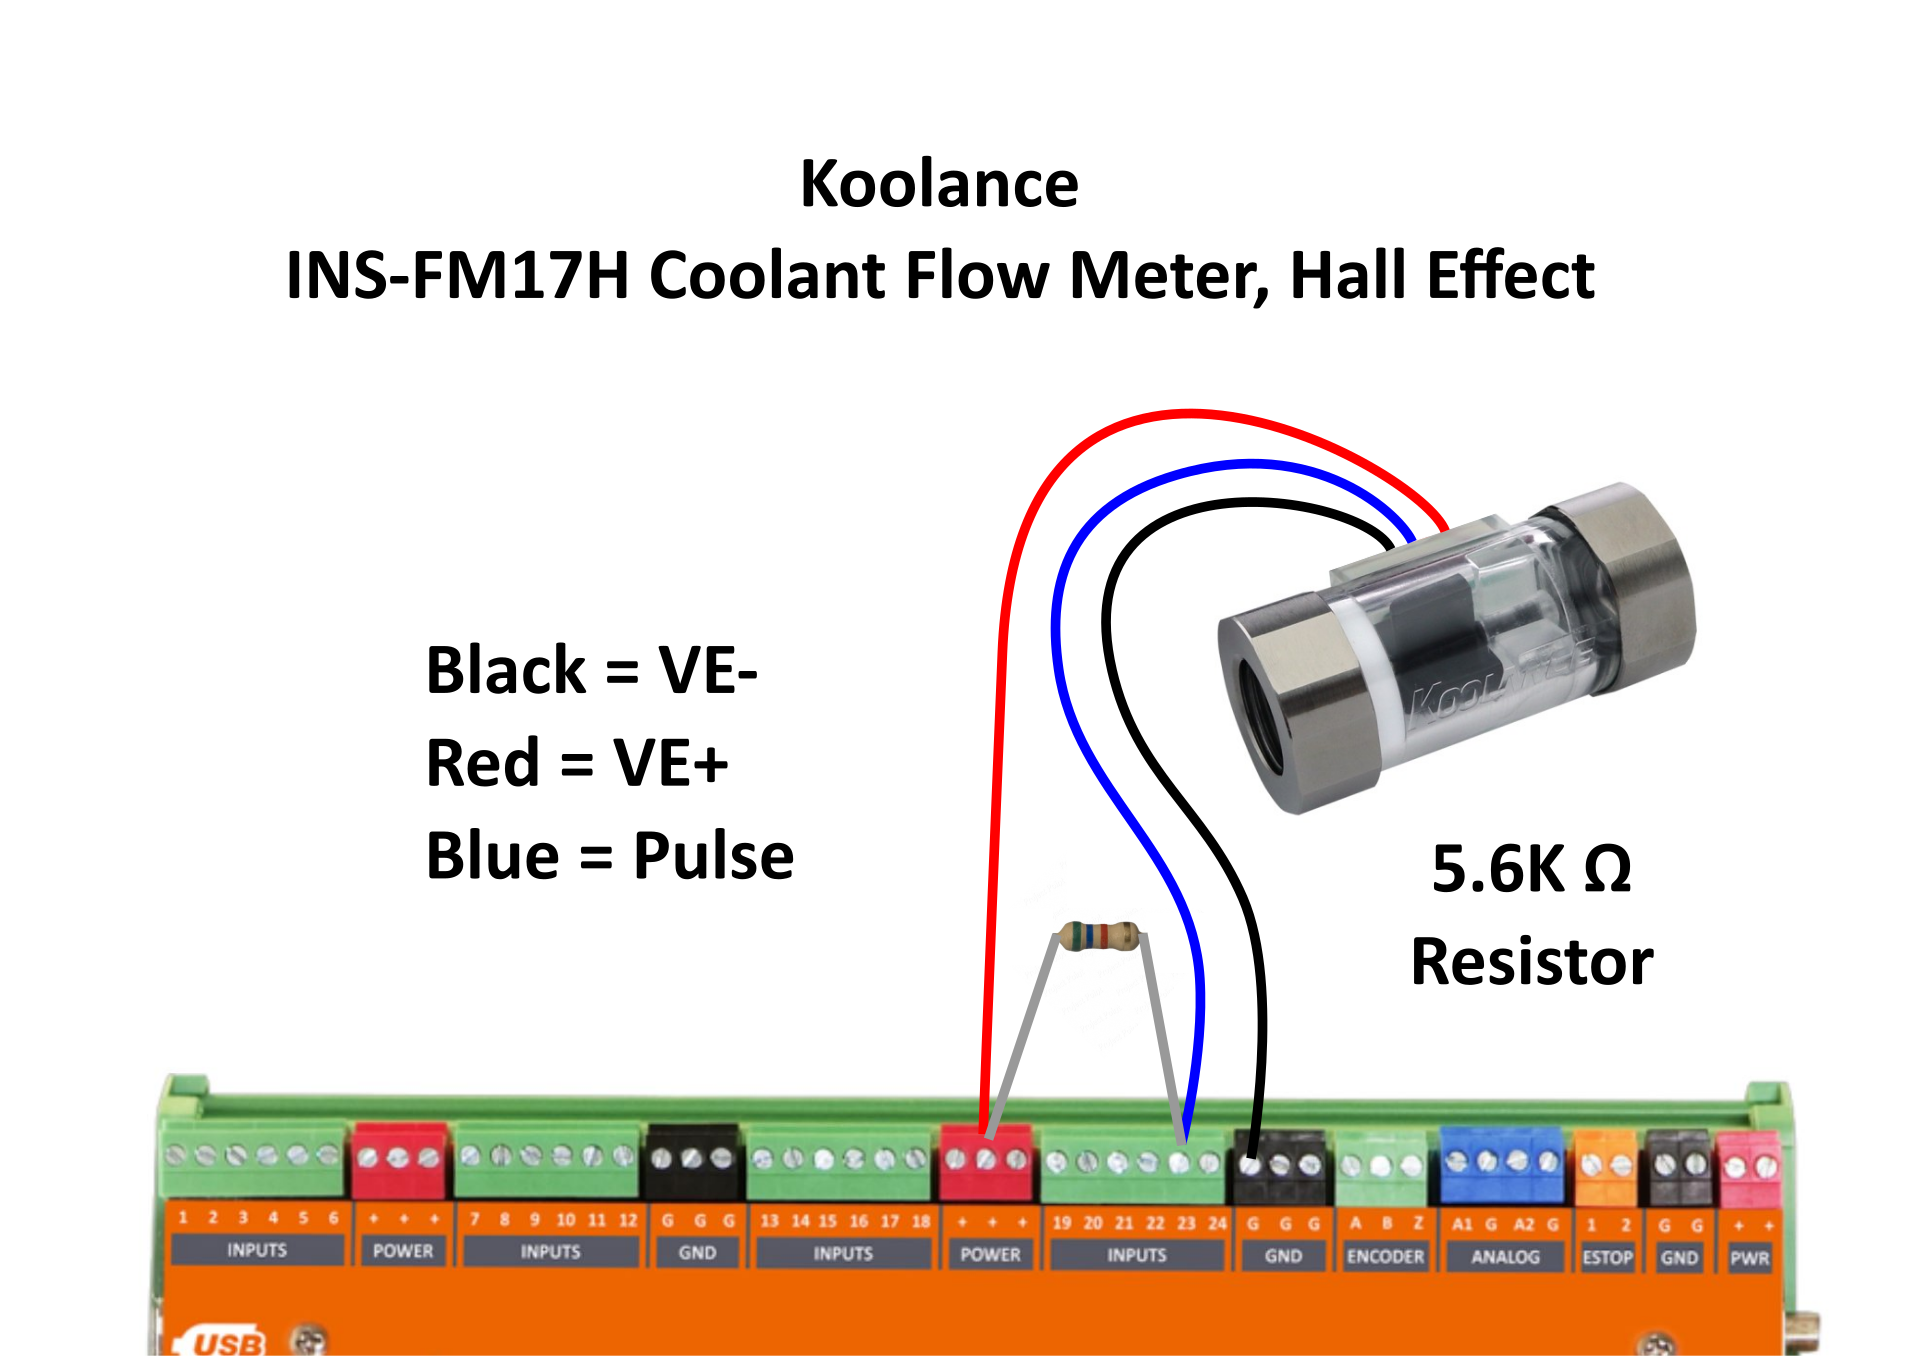 Koolance
INS-FM17H Coolant Flow Meter, Hall Effect
Black = VE-
Red = VE+
Blue = Pulse
5.6K Ω
Resistor
1 2 3 4 5 6 + + + 7 8 9 10 11 12 G G G 13 14 15 16 17 18 + + + 19 20 21 22 23 24 G G G A B Z A1 G A2 G 1 2 G G + +
INPUTS POWER INPUTS GND INPUTS POWER INPUTS GND ENCODER ANALOG ESTOP GND PWR
USB